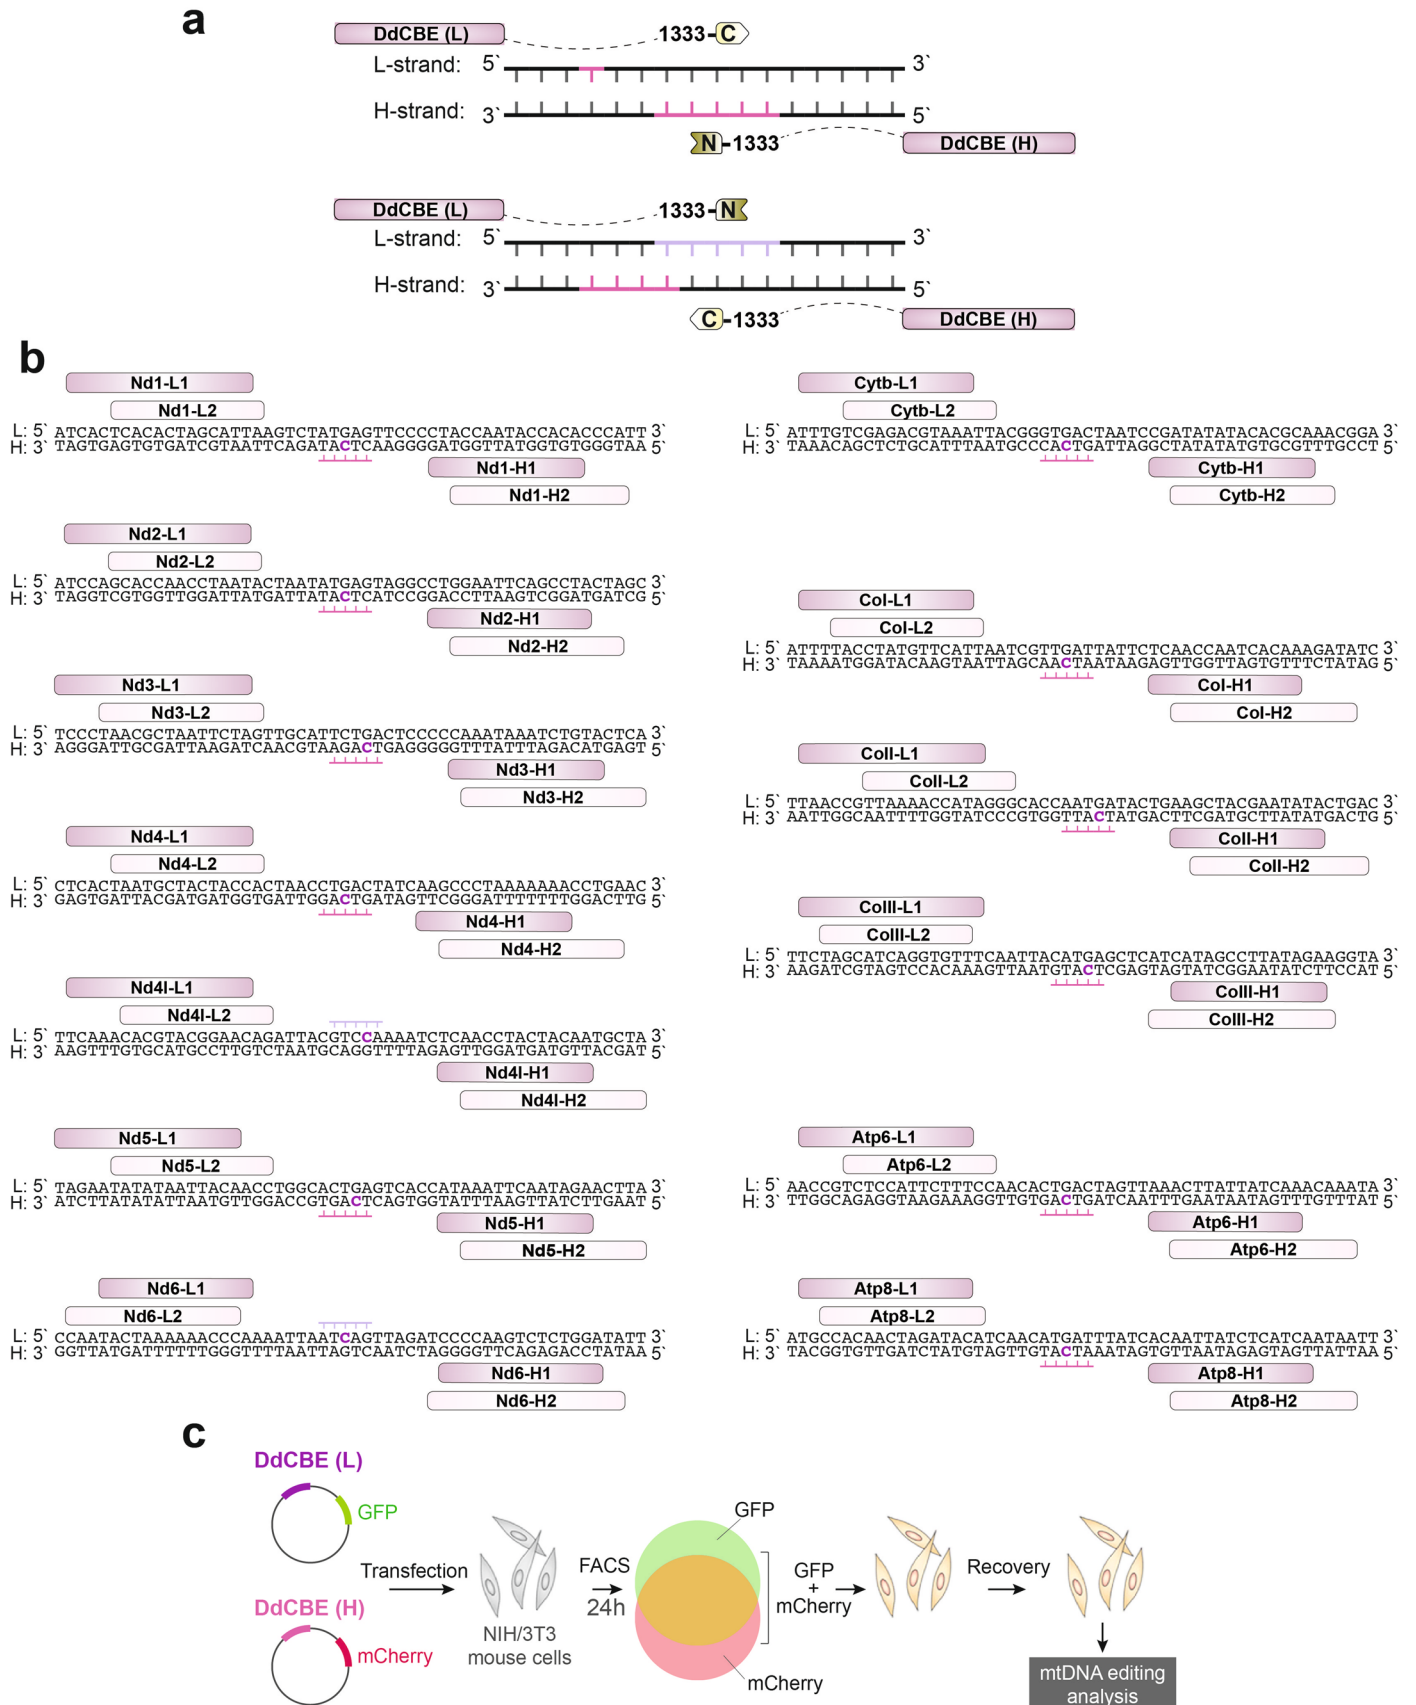 a
DdCBE (L)
1333-C
L-strand: 5` 3`
H-strand: 3` 5`
N-1333
DdCBE (H)
DdCBE (L)
1333-N
L-strand: 5` 3`
H-strand: 3` 5`
C-1333
DdCBE (H)
b
Nd1-L1
Nd1-L2
L: 5` ATCACTCACACTAGCATTAAGTCTATGAGTTCCCCTACCAATACCACACCCATT 3`
H: 3` TAGTGAGTGTGATCGTAATTCAGATACTCAAGGGGATGGTTATGGTGTGGGTAA 5`
Nd1-H1
Nd1-H2
Nd2-L1
Nd2-L2
L: 5` ATCCAGCACCAACCTAATACTAATATGAGTAGGCCTGGAATTCAGCCTACTAGC 3`
H: 3` TAGGTCGTGGTTGGATTATGATTATACTCATCCGGACCTTAAGTCGGATGATCG 5`
Nd2-H1
Nd2-H2
Nd3-L1
Nd3-L2
L: 5` TCCCTAACGCTAATTCTAGTTGCATTCTGACTCCCCCCAAATAAATCTGTACTCA 3`
H: 3` AGGGATTGCGATTAAGATCAACGTAAGACTGAGGGGGGTTTATTTAGACATGAGT 5`
Nd3-H1
Nd3-H2
Nd4-L1
Nd4-L2
L: 5` CTCACTAATGCTACTACCACTAACCTGACTATCAAGCCCTAAAAAAACCTGAAC 3`
H: 3` GAGTGATTACGATGATGGTGATTGGACTGATAGTTCGGGATTTTTTTGGACTTG 5`
Nd4-H1
Nd4-H2
Nd4l-L1
Nd4l-L2
L: 5` TTCAAACACGTACGGAACAGATTACGTCCAAAATCTCAACCTACTACAATGCTA 3`
H: 3` AAGTTTGTGCATGCCTTGTCTAATGCAGGTTTTAGAGTTGGATGATGTTACGAT 5`
Nd4l-H1
Nd4l-H2
Nd5-L1
Nd5-L2
L: 5` TAGAATATATAATTACAACCTGGCACTGAGTCACCATAAATTCAATAGAACTTA 3`
H: 3` ATCTTATATATTAATGTTGGACCGTGACTCAGTGGTATTTAAGTTATCTTGAAT 5`
Nd5-H1
Nd5-H2
Nd6-L1
Nd6-L2
L: 5` CCAATACTAAAAAAACCCAAAATTAATCAGTTAGATCCCCAAGTCTCTGGATATT 3`
H: 3` GGTTATGATTTTTTTGGGTTTTAATTAGTCAATCTAGGGGTTCAGAGACCTATAA 5`
Nd6-H1
Nd6-H2
Cytb-L1
Cytb-L2
L: 5` ATTTGTCGAGACGTAAATTACGGGTGACTAATCCGATATATACACGCAAACGGA 3`
H: 3` TAAACAGCTCTGCATTTAATGCCCACTGATTAGGCTATATATGTGCGTTTGCCT 5`
Cytb-H1
Cytb-H2
CoI-L1
CoI-L2
L: 5` ATTTTACCTATGTTCATTAATCGTTGATTATTCTCAACCAATCACAAAGATATC 3`
H: 3` TAAAATGGATACAAGTAATTAGCAACTAATAAGAGTTGGTTAGTGTTTCTATAG 5`
CoI-H1
CoI-H2
CoII-L1
CoII-L2
L: 5` TTAACCGTTAAAACCATAGGGCACCAATGATACTGAAGCTACGAATATACTGAC 3`
H: 3` AATTGGCAATTTTGGTATCCCGTGGTTACTATGACTTCGATGCTTATATGACTG 5`
CoII-H1
CoII-H2
CoIII-L1
CoIII-L2
L: 5` TTCTAGCATCAGGTGTTTCAATTACATGAGCTCATCATAGCCTTATAGAAGGTA 3`
H: 3` AAGATCGTAGTCCACAAAGTTAATGTACTCGAGTAGTATCGGAATATCTTCCAT 5`
CoIII-H1
CoIII-H2
Atp6-L1
Atp6-L2
L: 5` AACCGTCTCCATTCTTTCCAACACTGACTAGTTAAACTTATTATCAAACAAATA 3`
H: 3` TTGGCAGAGGTAAGAAAGGTTGTGACTGATCAATTTGAATAATAGTTTGTTTAT 5`
Atp6-H1
Atp6-H2
Atp8-L1
Atp8-L2
L: 5` ATGCCACAACTAGATACATCAACATGATTTATCACAATTATCTCATCAATAATT 3`
H: 3` TACGGTGTTGATCTATGTAGTTGTACTAAATAGTGTTAATAGAGTAGTTATTAA 5`
Atp8-H1
Atp8-H2
c
DdCBE (L)
GFP
DdCBE (H)
mCherry
Transfection
NIH/3T3
mouse cells
FACS
24h
GFP
mCherry
GFP
+
mCherry
Recovery
mtDNA editing
analysis